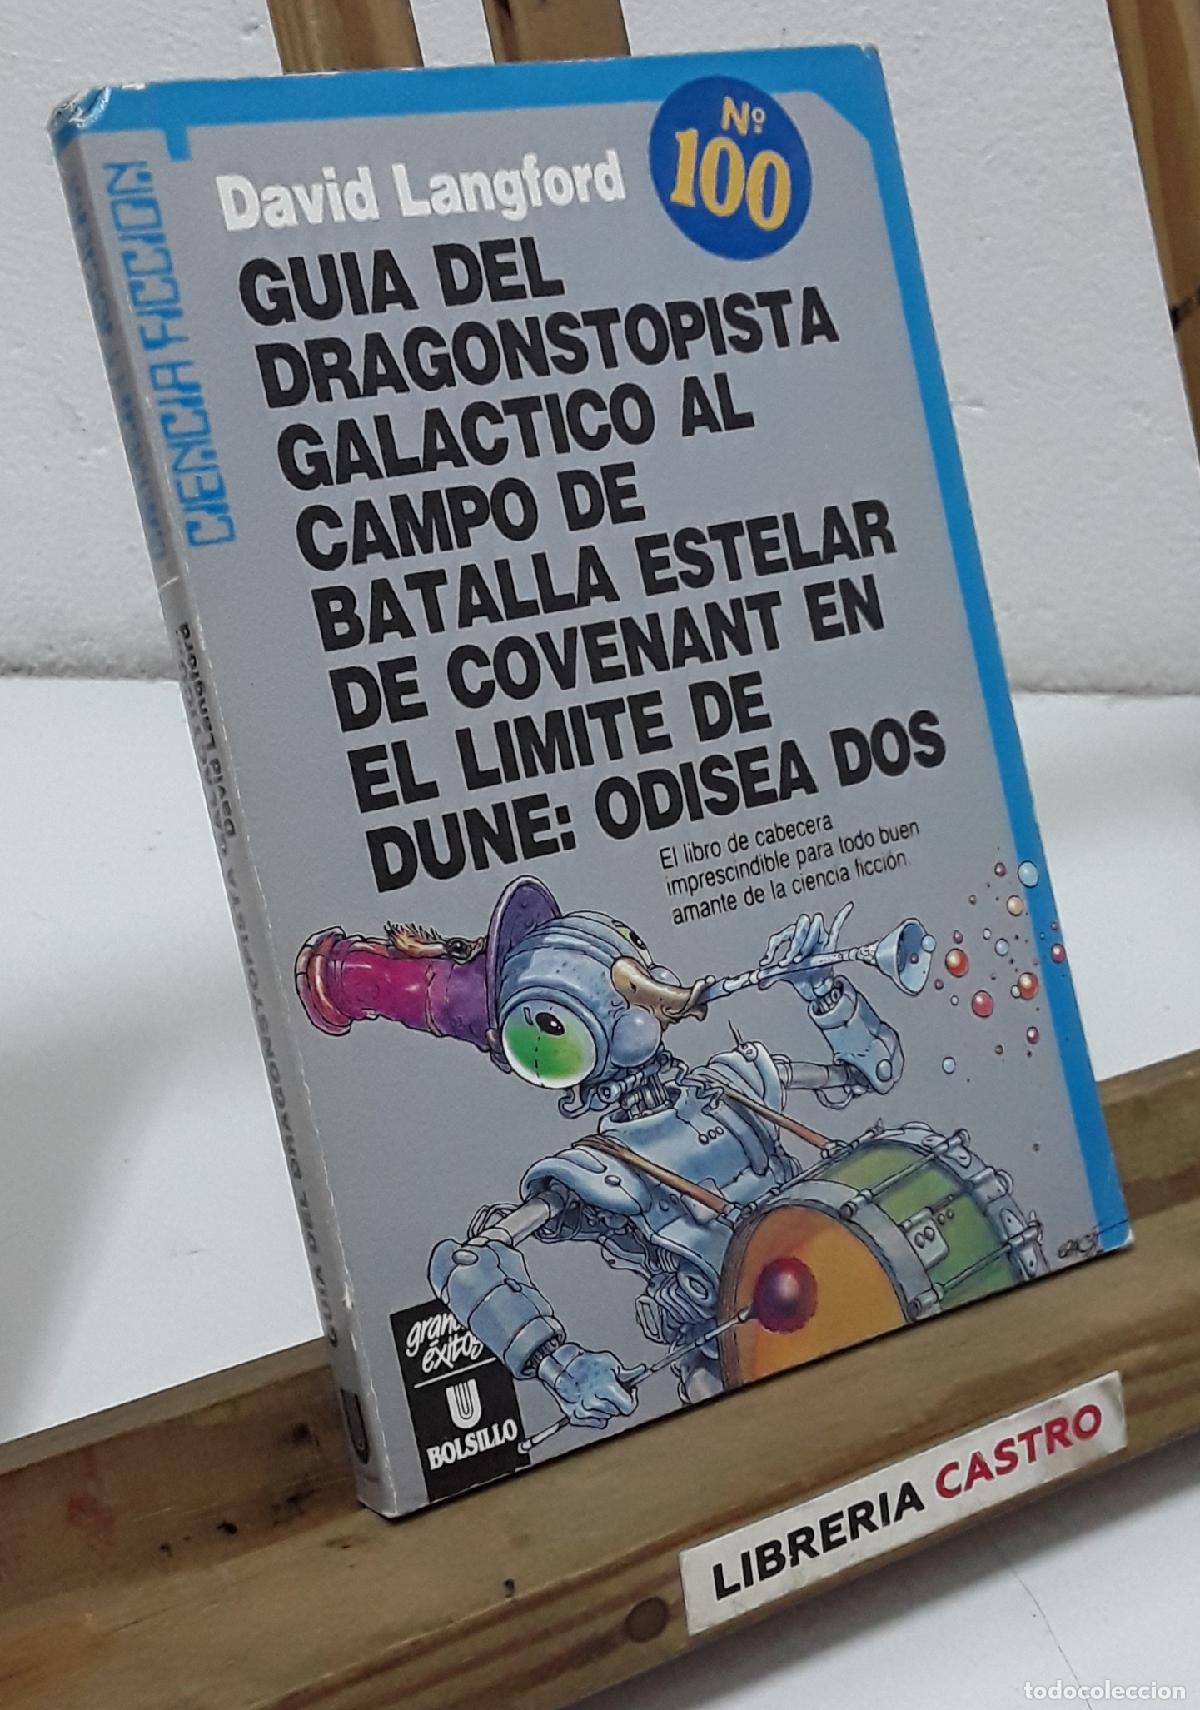 Nº
100
David Langford
GUIA DEL
DRAGONSTOPISTA
GALACTICO AL
CAMPO DE
BATALLA ESTELAR
DE COVENANT EN
EL LIMITE DE
DUNE: ODISEA DOS
El libro de cabecera
imprescindible para todo buen
amante de la ciencia ficción.
CIENCIA FICCION
David Langford
GUIA DEL DRAGONSTOPISTA
éxitos
U
BOLSILLO
U
LIBRERIA CASTRO
todocoleccion